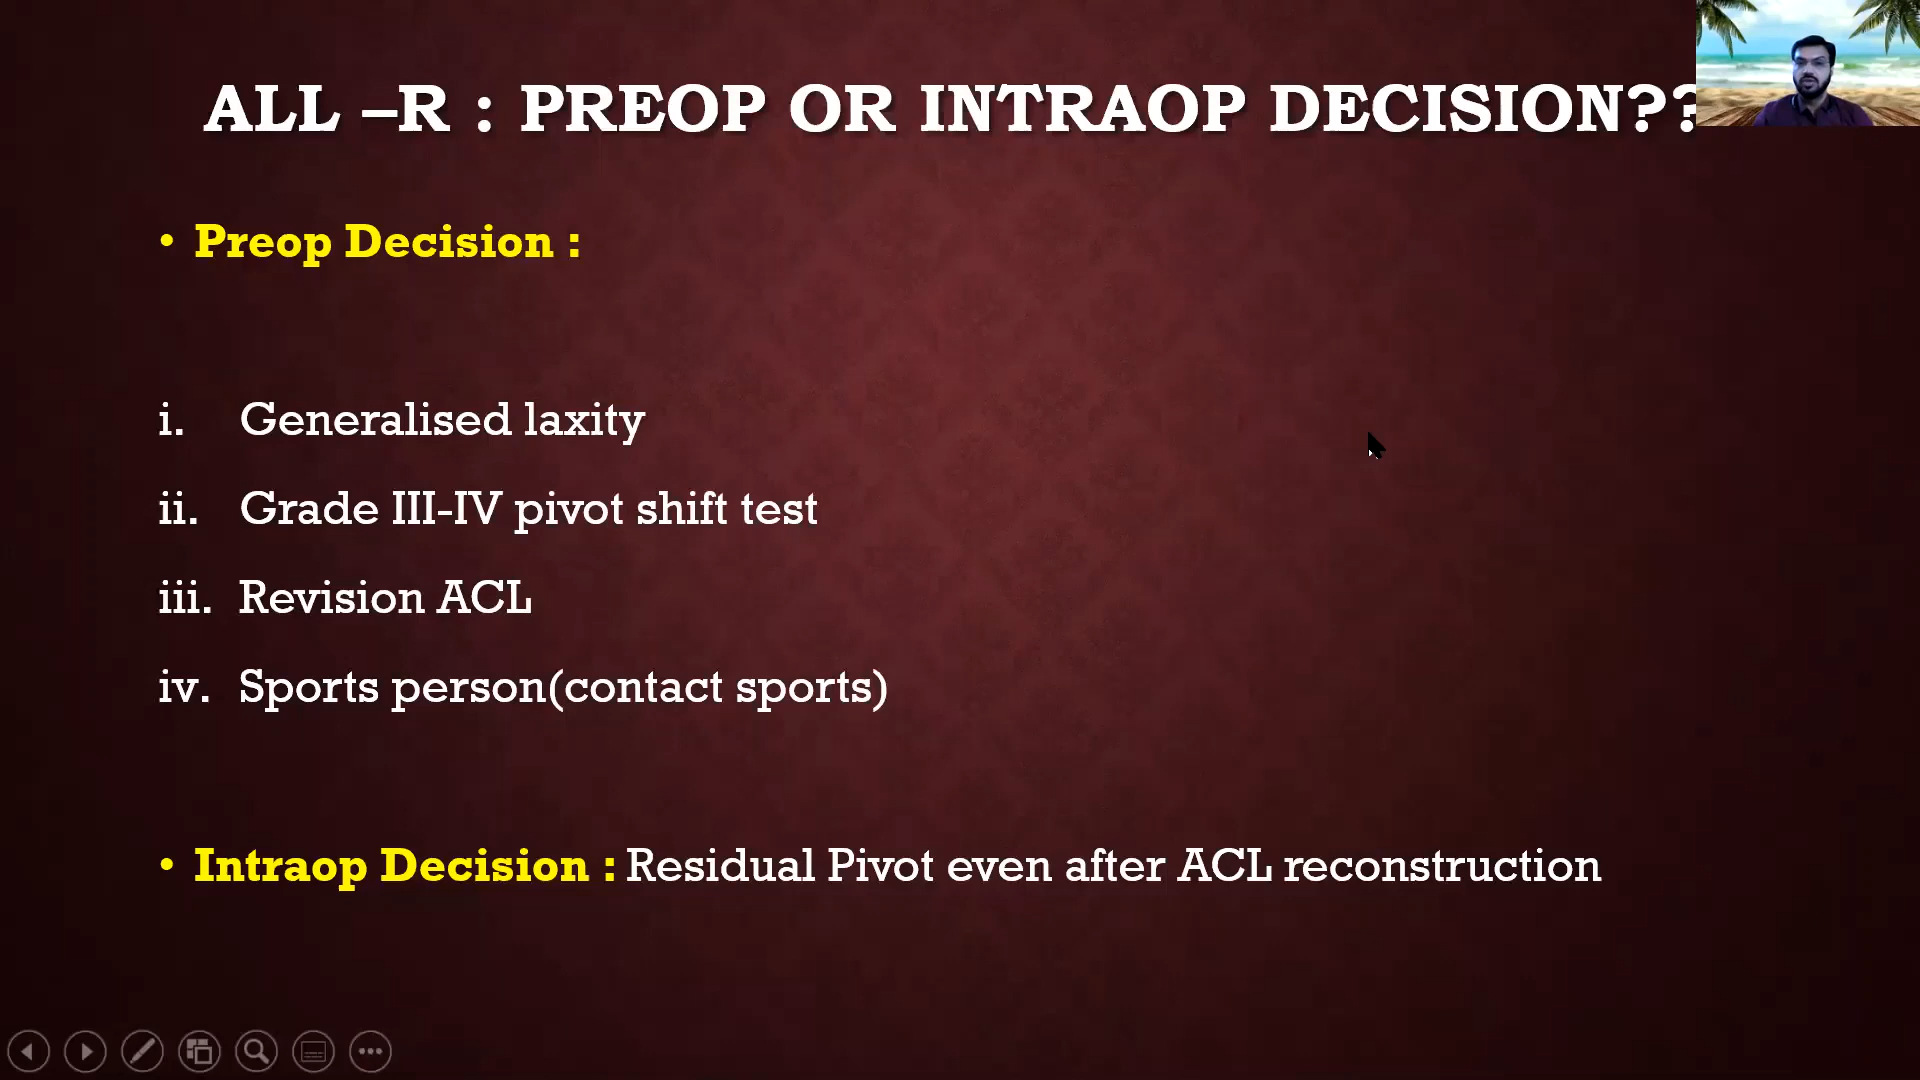 ALL –R : PREOP OR INTRAOP DECISION??
• Preop Decision :
i. Generalised laxity
ii. Grade III-IV pivot shift test
iii. Revision ACL
iv. Sports person(contact sports)
• Intraop Decision : Residual Pivot even after ACL reconstruction